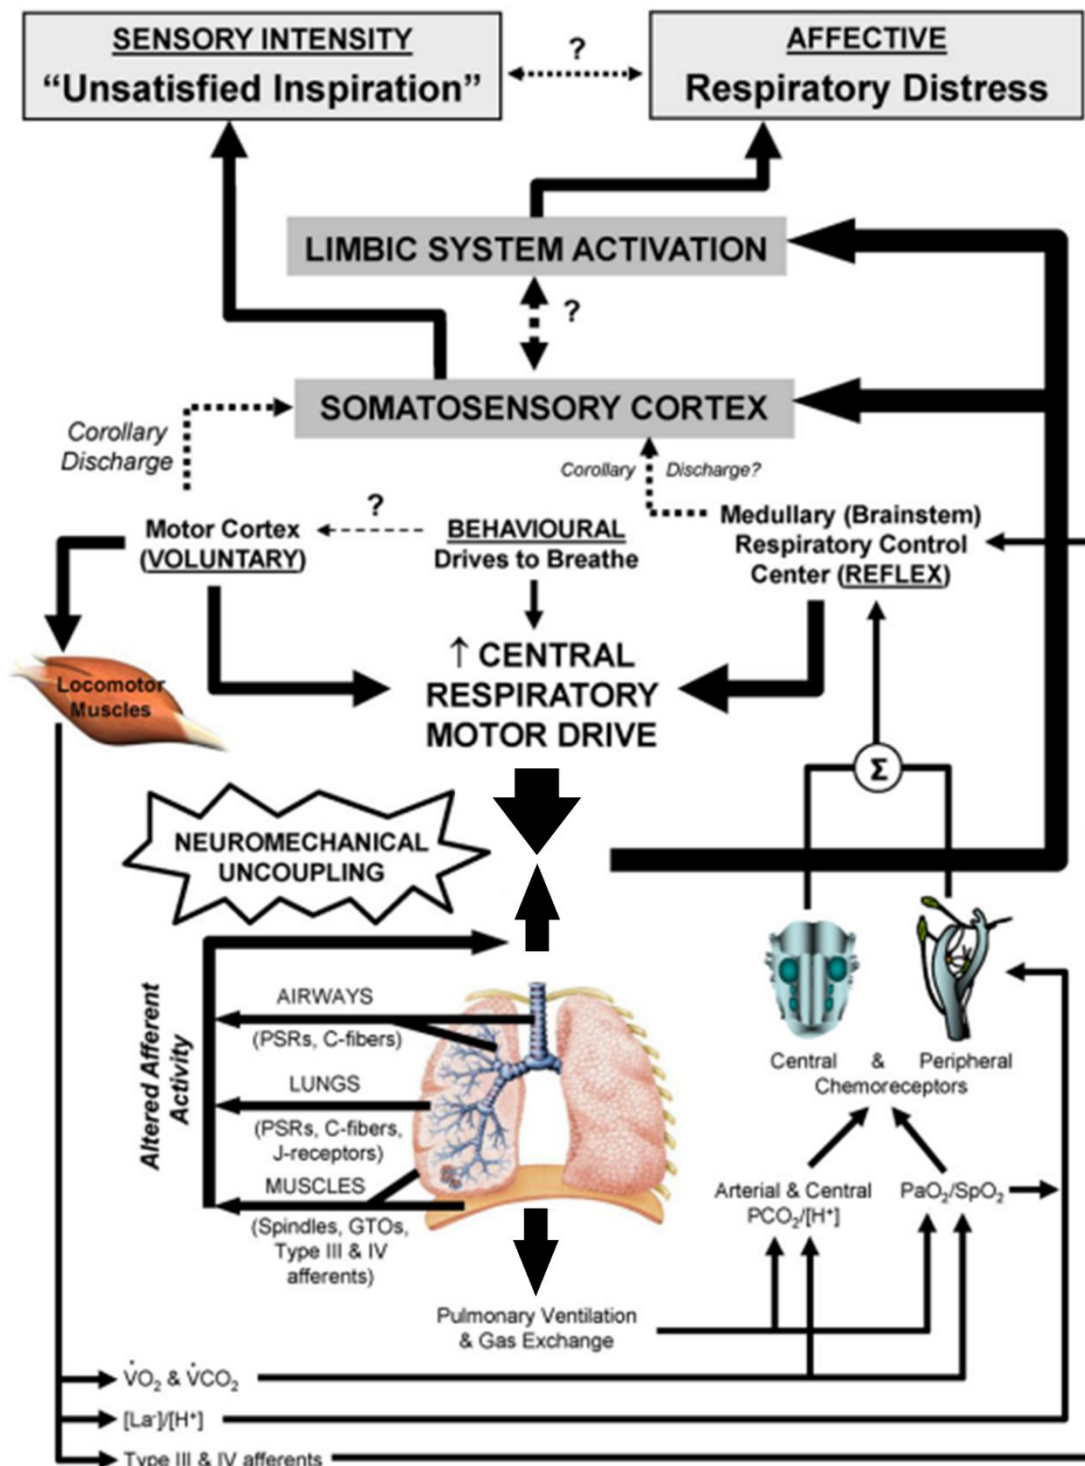 SENSORY INTENSITY
“Unsatisfied Inspiration”
?
AFFECTIVE
Respiratory Distress
LIMBIC SYSTEM ACTIVATION
?
SOMATOSENSORY CORTEX
Corollary
Discharge
Corollary Discharge?
Motor Cortex
(VOLUNTARY)
?
BEHAVIOURAL
Drives to Breathe
Medullary (Brainstem)
Respiratory Control
Center (REFLEX)
↑ CENTRAL
RESPIRATORY
MOTOR DRIVE
Locomotor
Muscles
Σ
NEUROMECHANICAL
UNCOUPLING
Altered Afferent
Activity
AIRWAYS
(PSRs, C-fibers)
LUNGS
(PSRs, C-fibers,
J-receptors)
MUSCLES
(Spindles, GTOs,
Type III & IV
afferents)
Central & Peripheral
Chemoreceptors
Arterial & Central
PCO₂/[H⁺]
PaO₂/SpO₂
Pulmonary Ventilation
& Gas Exchange
V̇O₂ & V̇CO₂
[La⁻]/[H⁺]
Type III & IV afferents